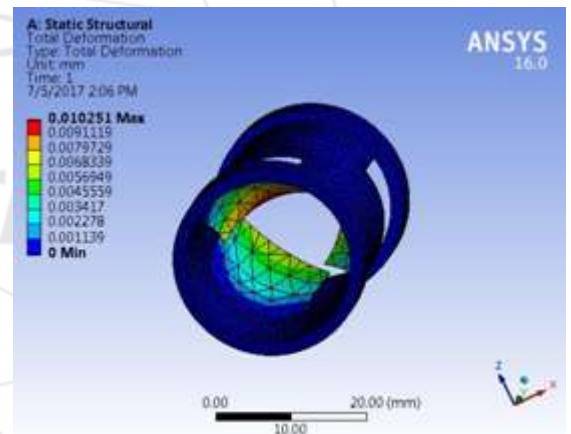 A: Static Structural
Total Deformation
Type: Total Deformation
Unit: mm
Time: 1
7/5/2017 2:06 PM
0.010251 Max
0.0091119
0.0079729
0.0068339
0.0056949
0.0045559
0.003417
0.002278
0.001139
0 Min
ANSYS
16.0
0.00 20.00 (mm)
10.00
Z
Y
X